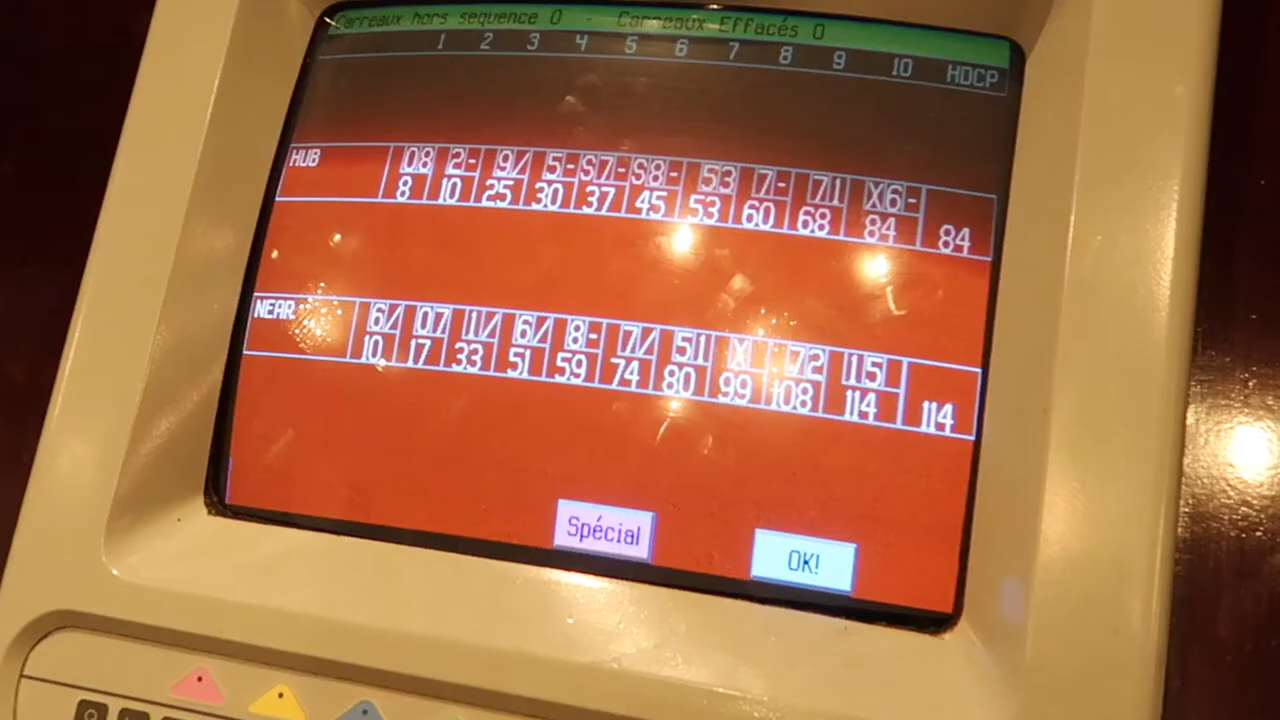 Carreaux hors sequence 0 - Carreaux Effacés 0
1 2 3 4 5 6 7 8 9 10 HDCP
HUB 08 2- 9/ 5- S7- S8- 53 7- 71 X6-
8 10 25 30 37 45 53 60 68 84 84
NEAR 6/ 07 1/ 6/ 8- 7/ 51 X 72 15
10 17 33 51 59 74 80 99 108 114 114
Spécial
OK!